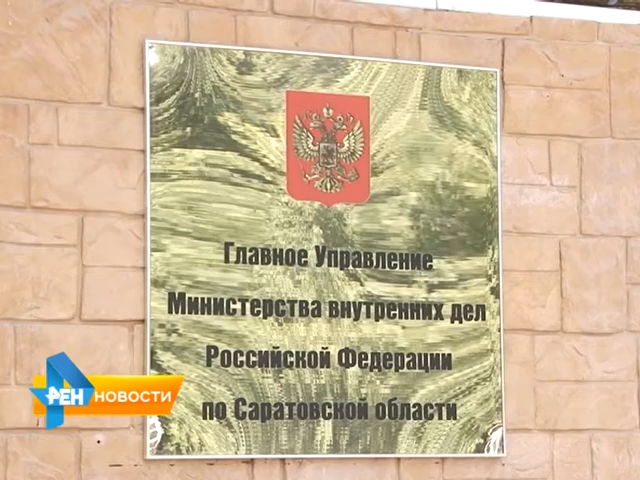 Главное Управление
Министерства внутренних дел
Российской Федерации
по Саратовской области
РЕН НОВОСТИ